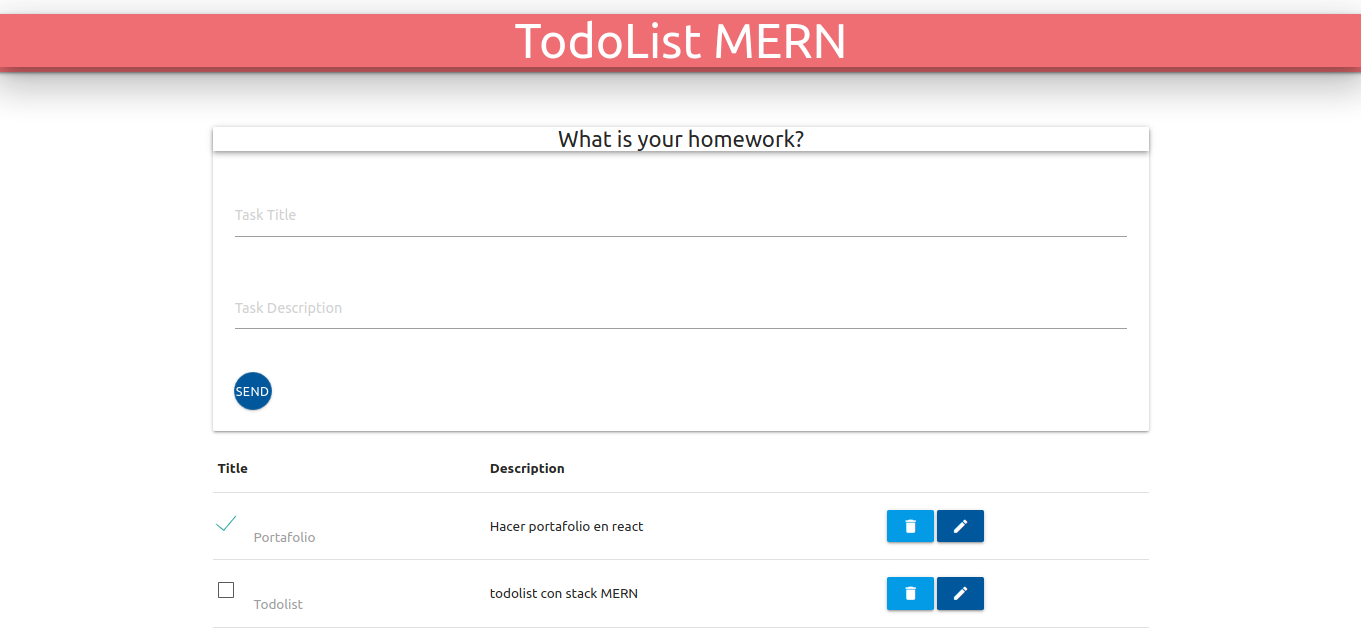 TodoList MERN
What is your homework?
Task Title
Task Description
SEND
Title Description
Portafolio Hacer portafolio en react
Todolist todolist con stack MERN